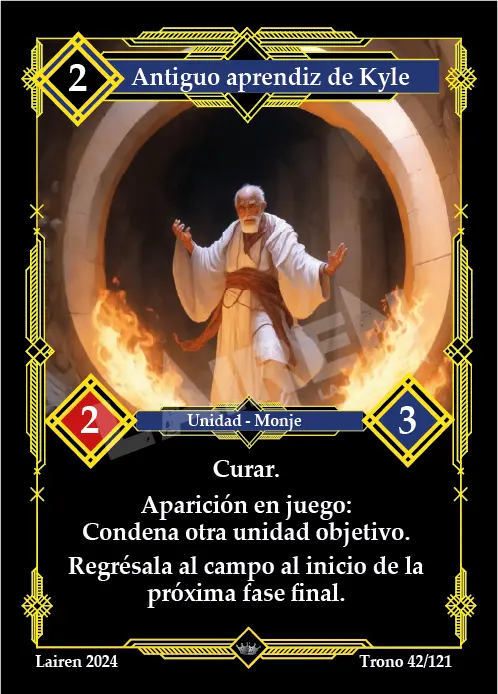 2
Antiguo aprendiz de Kyle
2
Unidad - Monje
3
Curar.
Aparición en juego:
Condena otra unidad objetivo.
Regrésala al campo al inicio de la
próxima fase final.
Lairen 2024
Trono 42/121